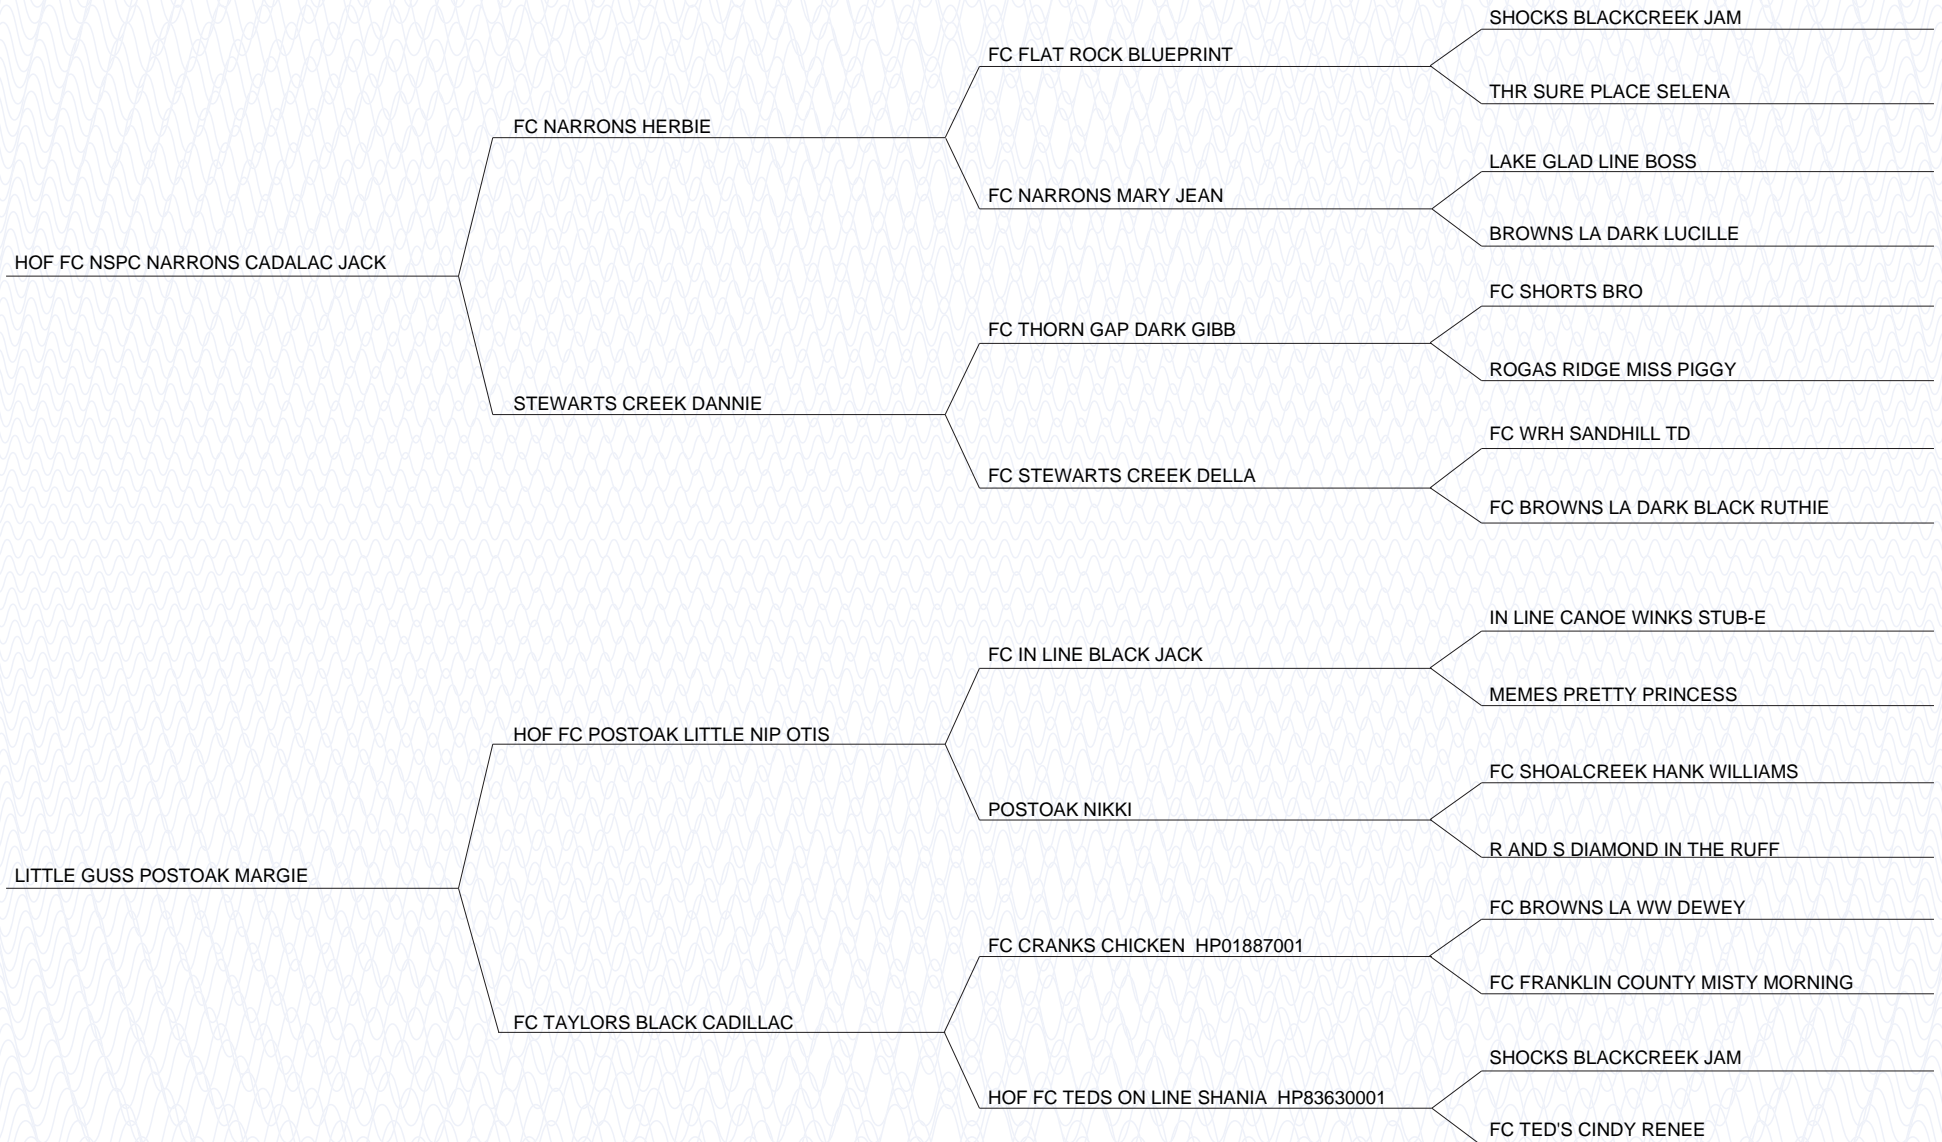 SHOCKS BLACKCREEK JAM
FC FLAT ROCK BLUEPRINT
THR SURE PLACE SELENA
FC NARRONS HERBIE
LAKE GLAD LINE BOSS
FC NARRONS MARY JEAN
BROWNS LA DARK LUCILLE
HOF FC NSPC NARRONS CADALAC JACK
FC SHORTS BRO
FC THORN GAP DARK GIBB
ROGAS RIDGE MISS PIGGY
STEWARTS CREEK DANNIE
FC WRH SANDHILL TD
FC STEWARTS CREEK DELLA
FC BROWNS LA DARK BLACK RUTHIE
IN LINE CANOE WINKS STUB-E
FC IN LINE BLACK JACK
MEMES PRETTY PRINCESS
HOF FC POSTOAK LITTLE NIP OTIS
FC SHOALCREEK HANK WILLIAMS
POSTOAK NIKKI
R AND S DIAMOND IN THE RUFF
LITTLE GUSS POSTOAK MARGIE
FC BROWNS LA WW DEWEY
FC CRANKS CHICKEN HP01887001
FC FRANKLIN COUNTY MISTY MORNING
FC TAYLORS BLACK CADILLAC
SHOCKS BLACKCREEK JAM
HOF FC TEDS ON LINE SHANIA HP83630001
FC TED'S CINDY RENEE